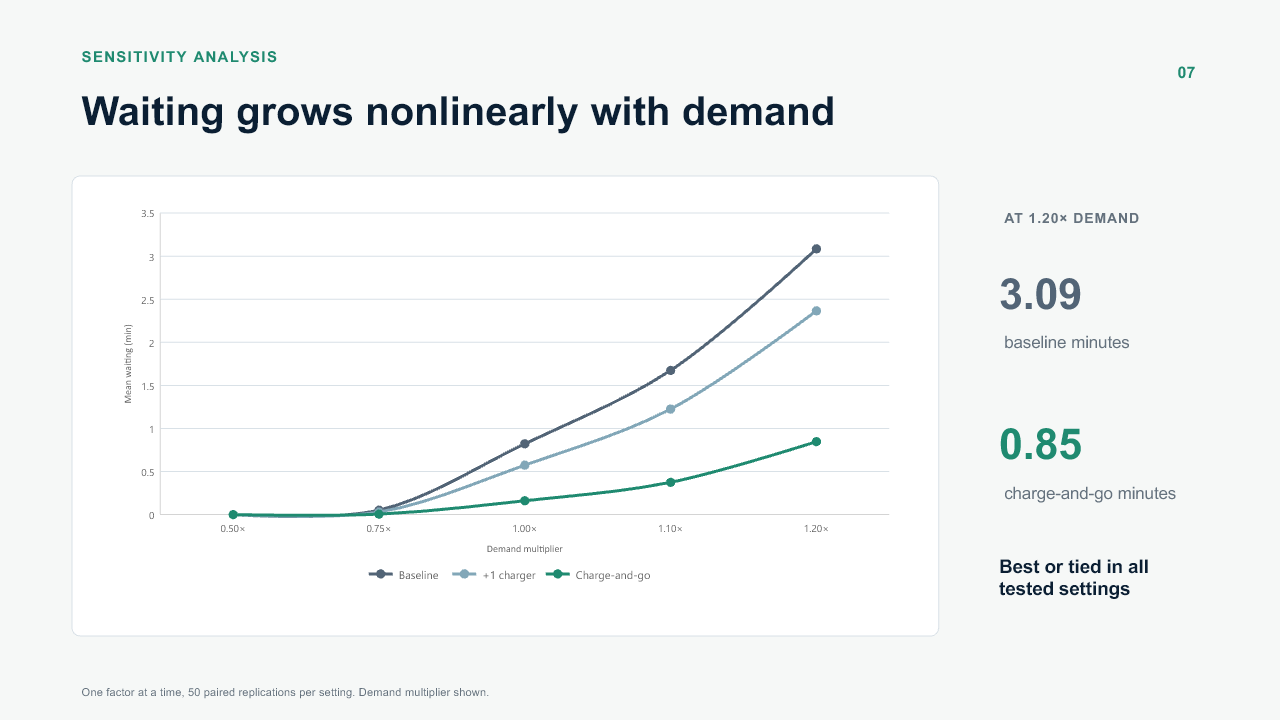 SENSITIVITY ANALYSIS
07
Waiting grows nonlinearly with demand
3.5
3
2.5
2
1.5
1
0.5
0
Mean waiting (min)
0.50×
0.75×
1.00×
1.10×
1.20×
Demand multiplier
Baseline
+1 charger
Charge-and-go
AT 1.20× DEMAND
3.09
baseline minutes
0.85
charge-and-go minutes
Best or tied in all
tested settings
One factor at a time, 50 paired replications per setting. Demand multiplier shown.